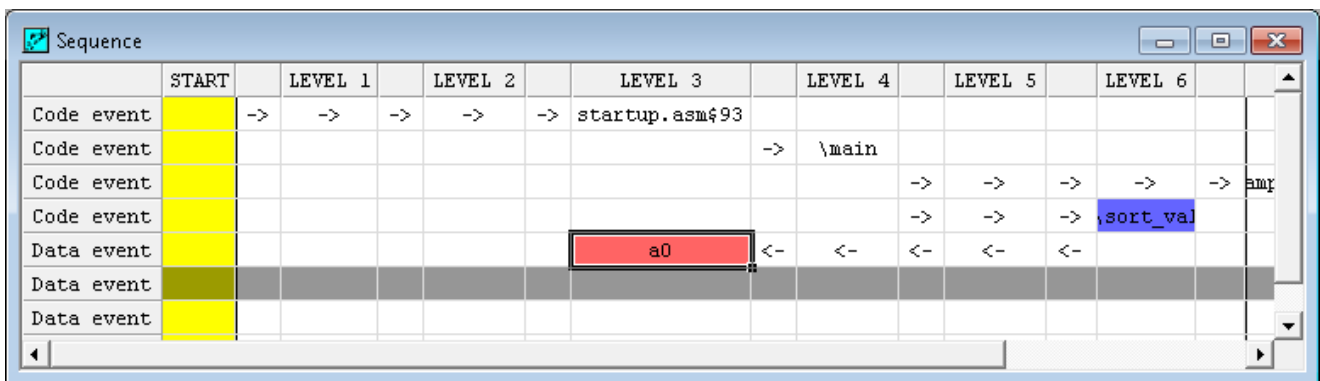 Sequence
START LEVEL 1 LEVEL 2 LEVEL 3 LEVEL 4 LEVEL 5 LEVEL 6
Code event -> -> -> -> -> startup.asm$93
Code event -> \main
Code event -> -> -> -> -> amp
Code event -> -> -> \sort_val
Data event a0 <- <- <- <- <-
Data event
Data event